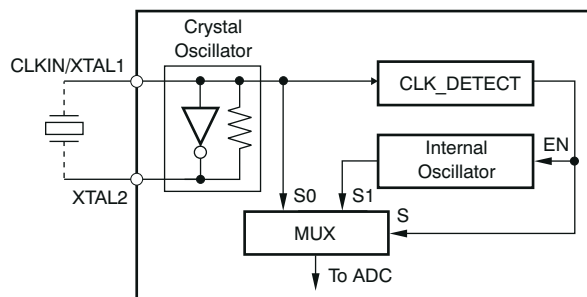 Crystal
Oscillator
CLKIN/XTAL1
CLK_DETECT
Internal
Oscillator
EN
XTAL2
S0
S1
S
MUX
To ADC